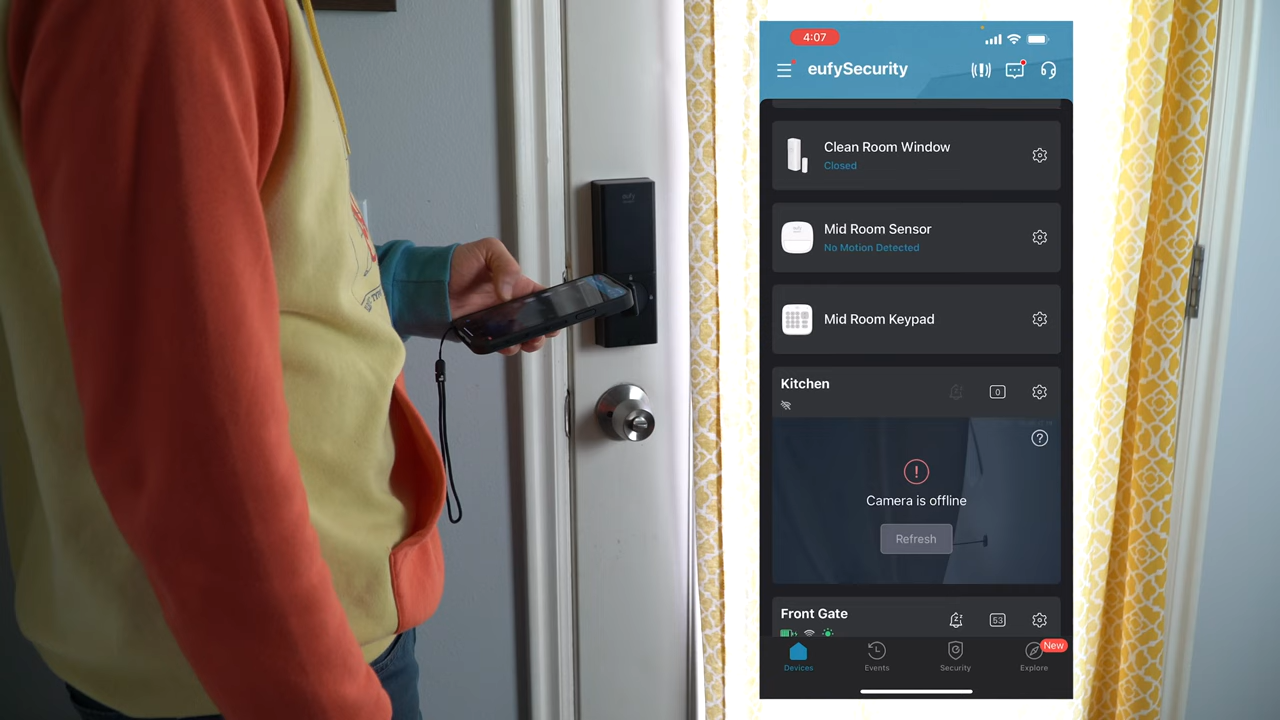 eufy
4:07
eufySecurity
Clean Room Window
Closed
Mid Room Sensor
No Motion Detected
Mid Room Keypad
Kitchen
0
Camera is offline
Refresh
Front Gate
53
Devices
Events
Security
Explore
New